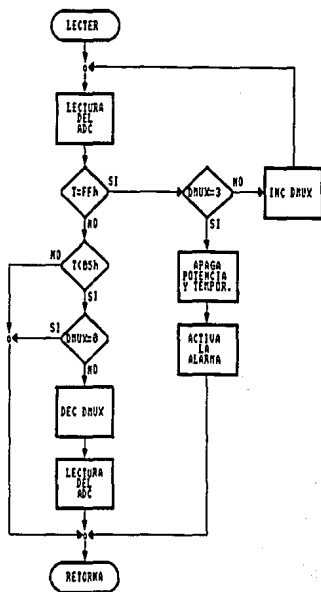 LECTER
LECTURA
DEL
ADC
T=FFh
SI
DMUX=3
NO
INC DMUX
NO
SI
NO
T<05h
APAGA
POTENCIA
Y TEMPOR.
SI
SI
DMUX=0
ACTIVA
LA
ALARMA
NO
DEC DMUX
LECTURA
DEL
ADC
RETORNA